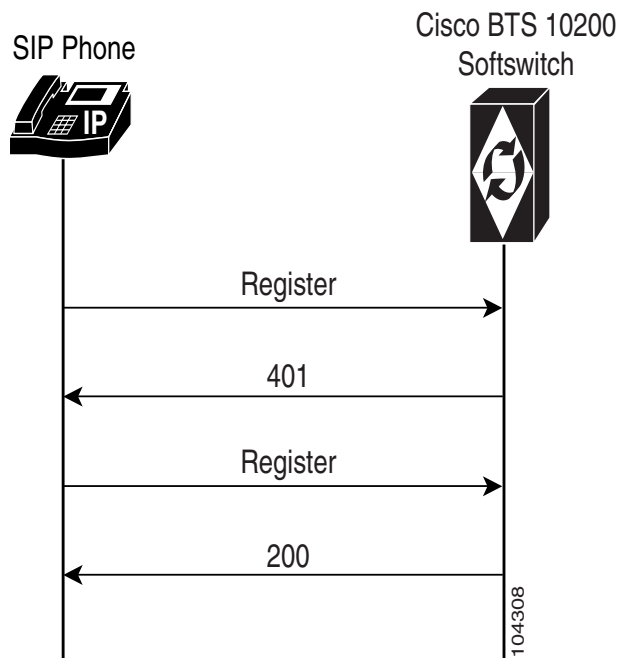 SIP Phone
Cisco BTS 10200
Softswitch
IP
Register
401
Register
200
104308